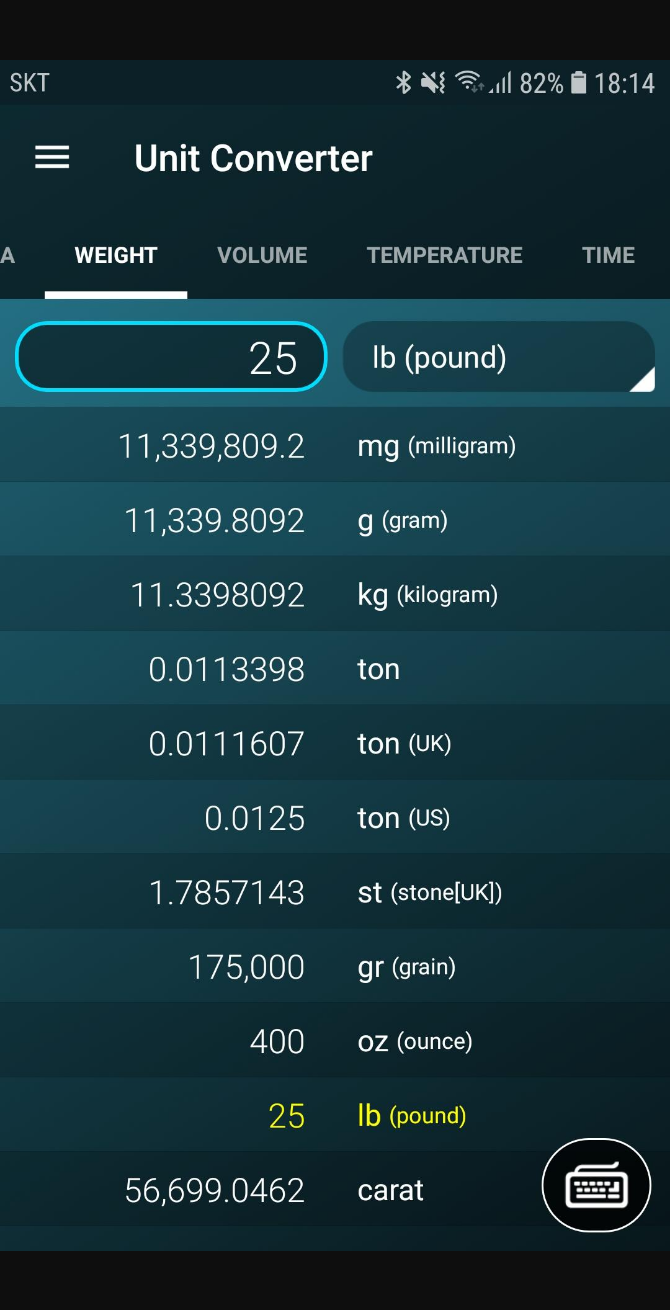 SKT 82% 18:14
Unit Converter
A WEIGHT VOLUME TEMPERATURE TIME
25 lb (pound)
11,339,809.2 mg (milligram)
11,339.8092 g (gram)
11.3398092 kg (kilogram)
0.0113398 ton
0.0111607 ton (UK)
0.0125 ton (US)
1.7857143 st (stone[UK])
175,000 gr (grain)
400 oz (ounce)
25 lb (pound)
56,699.0462 carat